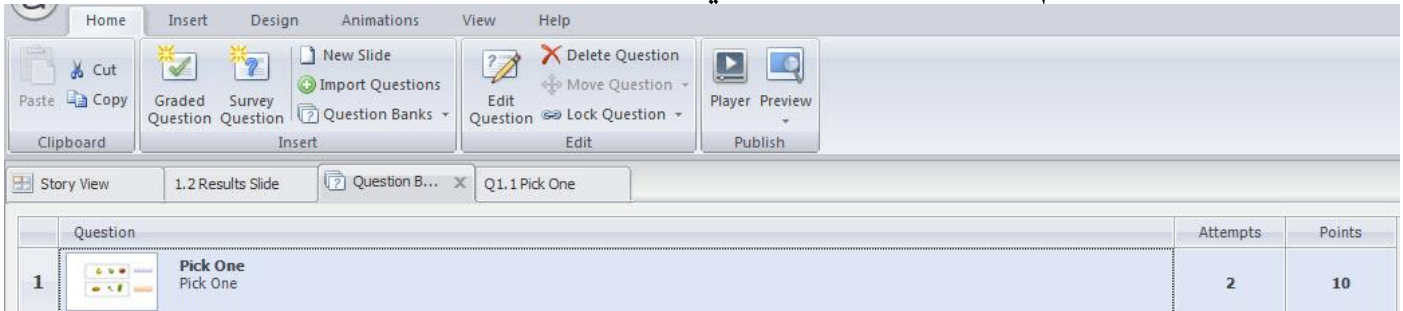 Home Insert Design Animations View Help
Paste
Cut
Copy
Clipboard
Graded Question
Survey Question
New Slide
Import Questions
Question Banks
Insert
Edit Question
Delete Question
Move Question
Lock Question
Edit
Player
Preview
Publish
Story View 1.2 Results Slide Question B... Q1.1 Pick One
Question Attempts Points
1 Pick One 2 10
Pick One